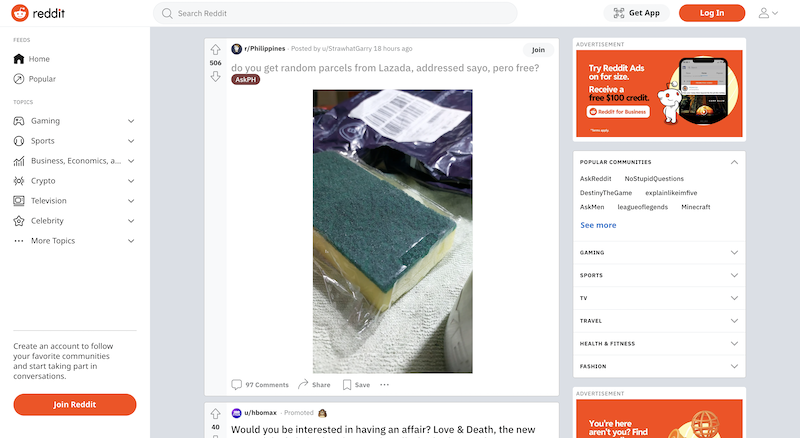 reddit
Search Reddit
Get App
Log In
FEEDS
Home
Popular
TOPICS
Gaming
Sports
Business, Economics, a...
Crypto
Television
Celebrity
More Topics
Create an account to follow
your favorite communities
and start taking part in
conversations.
Join Reddit
506
r/Philippines · Posted by u/StrawhatGarry 18 hours ago
Join
do you get random parcels from Lazada, addressed sayo, pero free?
AskPH
97 Comments
Share
Save
40
u/hbomax · Promoted
Would you be interested in having an affair? Love & Death, the new
ADVERTISEMENT
Try Reddit Ads
on for size.
Receive a
free $100 credit.
Reddit for Business
*Terms apply.
POPULAR COMMUNITIES
AskReddit NoStupidQuestions
DestinyTheGame explainlikeimfive
AskMen leagueoflegends Minecraft
See more
GAMING
SPORTS
TV
TRAVEL
HEALTH & FITNESS
FASHION
ADVERTISEMENT
You're here
aren't you? Find